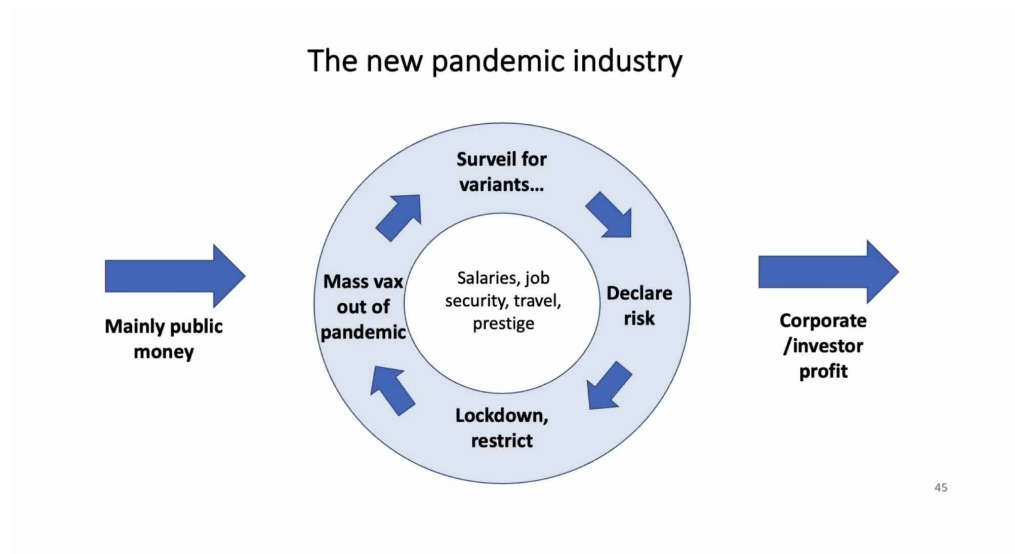 The new pandemic industry
Surveil for
variants...
Mass vax
out of
pandemic
Salaries, job
security, travel,
prestige
Declare
risk
Mainly public
money
Corporate
/investor
profit
Lockdown,
restrict
45